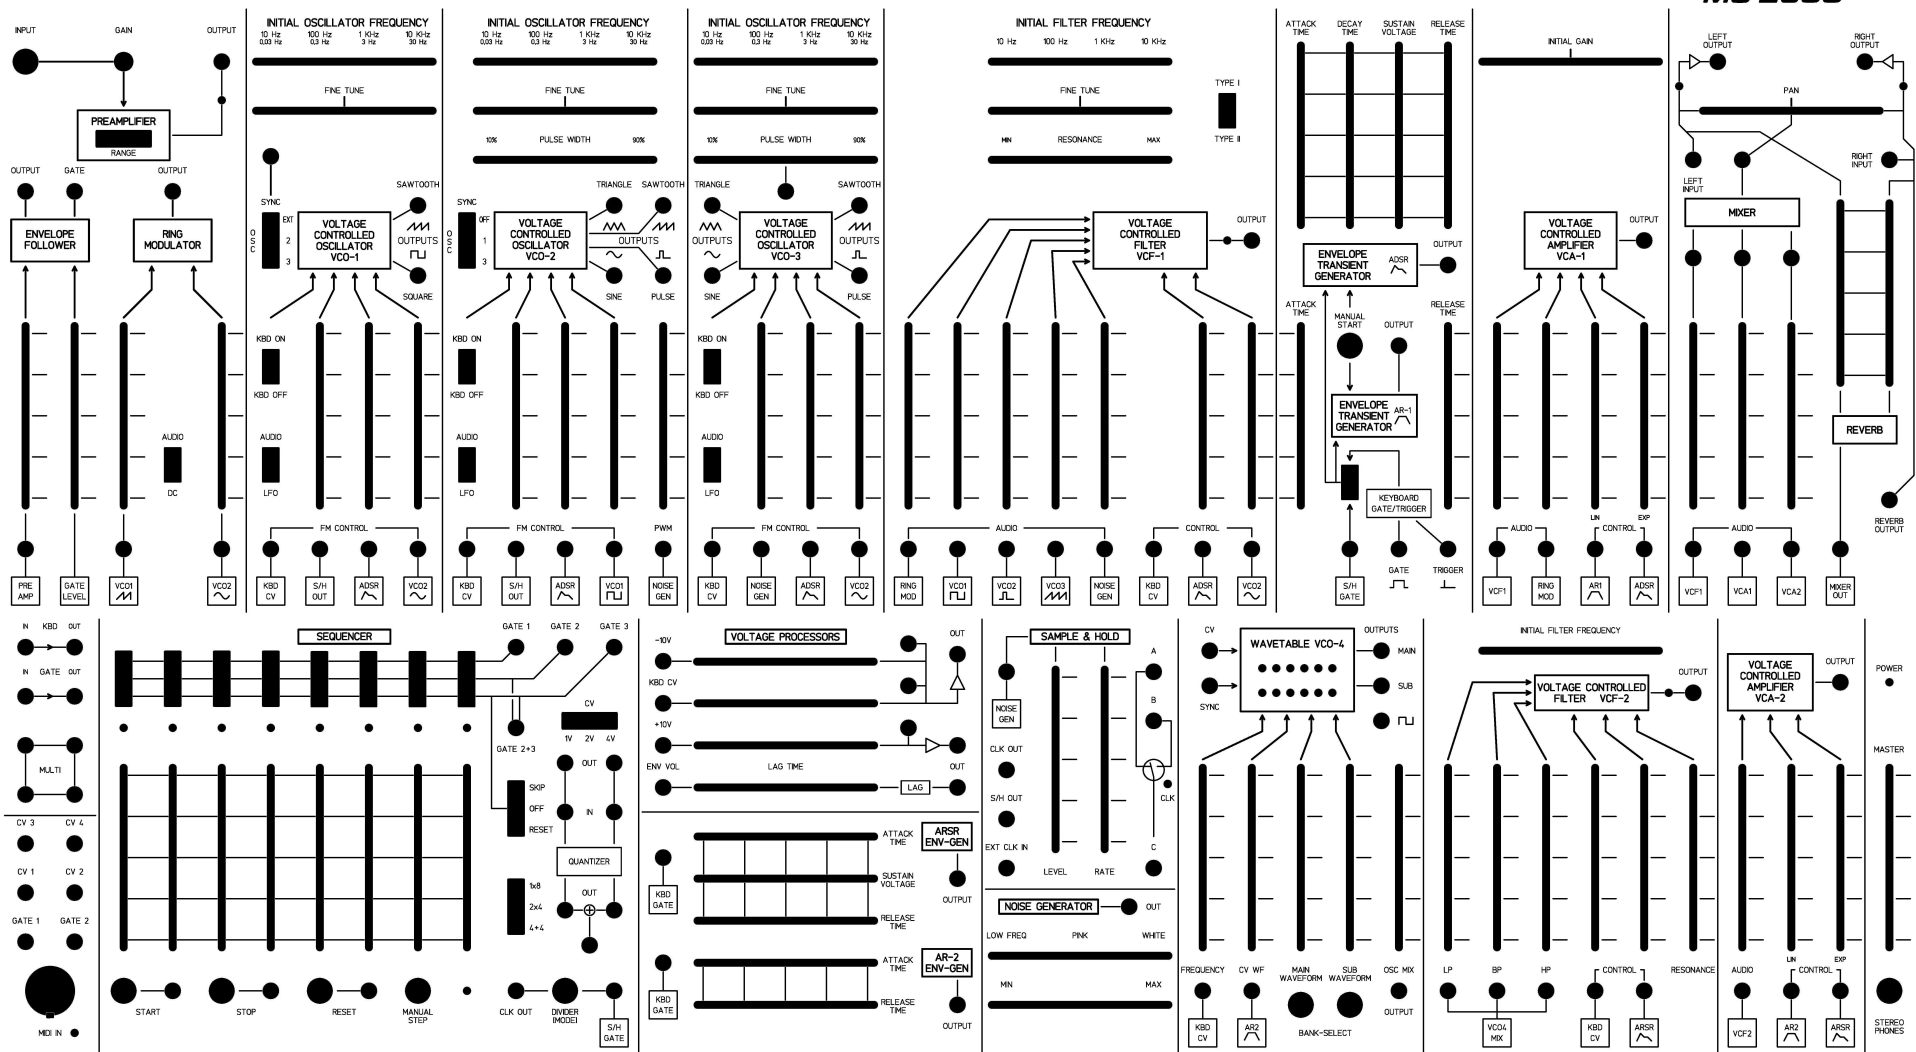 INPUT
GAIN
OUTPUT
PREAMPLIFIER
RANGE
OUTPUT
GATE
OUTPUT
ENVELOPE
FOLLOWER
RING
MODULATOR
AUDIO
DC
PRE
AMP
GATE
LEVEL
VCO1
VCO2
INITIAL OSCILLATOR FREQUENCY
10 Hz 100 Hz 1 KHz 10 KHz
0,03 Hz 0,3 Hz 3 Hz 30 Hz
FINE TUNE
SAWTOOTH
SYNC
EXT
2
3
OSC
VOLTAGE
CONTROLLED
OSCILLATOR
VCO-1
OUTPUTS
SQUARE
KBD ON
KBD OFF
AUDIO
LFO
FM CONTROL
KBD
CV
S/H
OUT
ADSR
VCO2
INITIAL OSCILLATOR FREQUENCY
10 Hz 100 Hz 1 KHz 10 KHz
0,03 Hz 0,3 Hz 3 Hz 30 Hz
FINE TUNE
10% PULSE WIDTH 90%
TRIANGLE SAWTOOTH
SYNC
OFF
1
3
OSC
VOLTAGE
CONTROLLED
OSCILLATOR
VCO-2
OUTPUTS
SINE PULSE
KBD ON
KBD OFF
AUDIO
LFO
FM CONTROL
PWM
KBD
CV
S/H
OUT
ADSR
VCO1
NOISE
GEN
INITIAL OSCILLATOR FREQUENCY
10 Hz 100 Hz 1 KHz 10 KHz
0,03 Hz 0,3 Hz 3 Hz 30 Hz
FINE TUNE
10% PULSE WIDTH 90%
TRIANGLE
SAWTOOTH
OUTPUTS
VOLTAGE
CONTROLLED
OSCILLATOR
VCO-3
OUTPUTS
SINE
PULSE
KBD ON
KBD OFF
AUDIO
LFO
FM CONTROL
KBD
CV
NOISE
GEN
ADSR
VCO2
INITIAL FILTER FREQUENCY
10 Hz 100 Hz 1 KHz 10 KHz
FINE TUNE
MIN RESONANCE MAX
TYPE I
TYPE II
VOLTAGE
CONTROLLED
FILTER
VCF-1
OUTPUT
AUDIO
CONTROL
RING
MOD
VCO1
VCO2
VCO3
NOISE
GEN
KBD
CV
ADSR
VCO2
ATTACK
TIME
DECAY
TIME
SUSTAIN
VOLTAGE
RELEASE
TIME
ENVELOPE
TRANSIENT
GENERATOR
ADSR
OUTPUT
ATTACK
TIME
MANUAL
START
OUTPUT
RELEASE
TIME
ENVELOPE
TRANSIENT
GENERATOR
AR-1
KEYBOARD
GATE/TRIGGER
S/H
GATE
GATE
TRIGGER
INITIAL GAIN
VOLTAGE
CONTROLLED
AMPLIFIER
VCA-1
OUTPUT
AUDIO
LIN
EXP
CONTROL
VCF1
RING
MOD
AR1
ADSR
LEFT
OUTPUT
RIGHT
OUTPUT
PAN
LEFT
INPUT
RIGHT
INPUT
MIXER
REVERB
AUDIO
REVERB
OUTPUT
VCF1
VCA1
VCA2
MIXER
OUT
IN KBD OUT
IN GATE OUT
MULTI
CV 3 CV 4
CV 1 CV 2
GATE 1 GATE 2
MIDI IN
SEQUENCER
GATE 1 GATE 2 GATE 3
GATE 2+3
CV
1V 2V 4V
SKIP
OFF
RESET
OUT
IN
QUANTIZER
1x8
2x4
4+4
OUT
START
STOP
RESET
MANUAL
STEP
CLK OUT
DIVIDER
(MODE)
S/H
GATE
VOLTAGE PROCESSORS
-10V
OUT
KBD CV
+10V
ENV VOL
LAG TIME
LAG
OUT
ATTACK
TIME
ARSR
ENV-GEN
KBD
GATE
SUSTAIN
VOLTAGE
OUTPUT
RELEASE
TIME
ATTACK
TIME
AR-2
ENV-GEN
KBD
GATE
RELEASE
TIME
OUTPUT
SAMPLE & HOLD
NOISE
GEN
A
B
CLK OUT
S/H OUT
CLK
EXT CLK IN
LEVEL
RATE
C
NOISE GENERATOR
OUT
LOW FREQ PINK WHITE
MIN MAX
CV
SYNC
WAVETABLE VCO-4
OUTPUTS
MAIN
SUB
FREQUENCY
CV WF
MAIN
WAVEFORM
SUB
WAVEFORM
OSC MIX
KBD
CV
AR2
BANK-SELECT
OUTPUT
INITIAL FILTER FREQUENCY
VOLTAGE CONTROLLED
FILTER VCF-2
OUTPUT
LP BP HP
CONTROL
RESONANCE
VCO4
MIX
KBD
CV
ARSR
VOLTAGE
CONTROLLED
AMPLIFIER
VCA-2
OUTPUT
AUDIO
LIN
EXP
CONTROL
VCF2
AR2
ARSR
POWER
MASTER
STEREO
PHONES